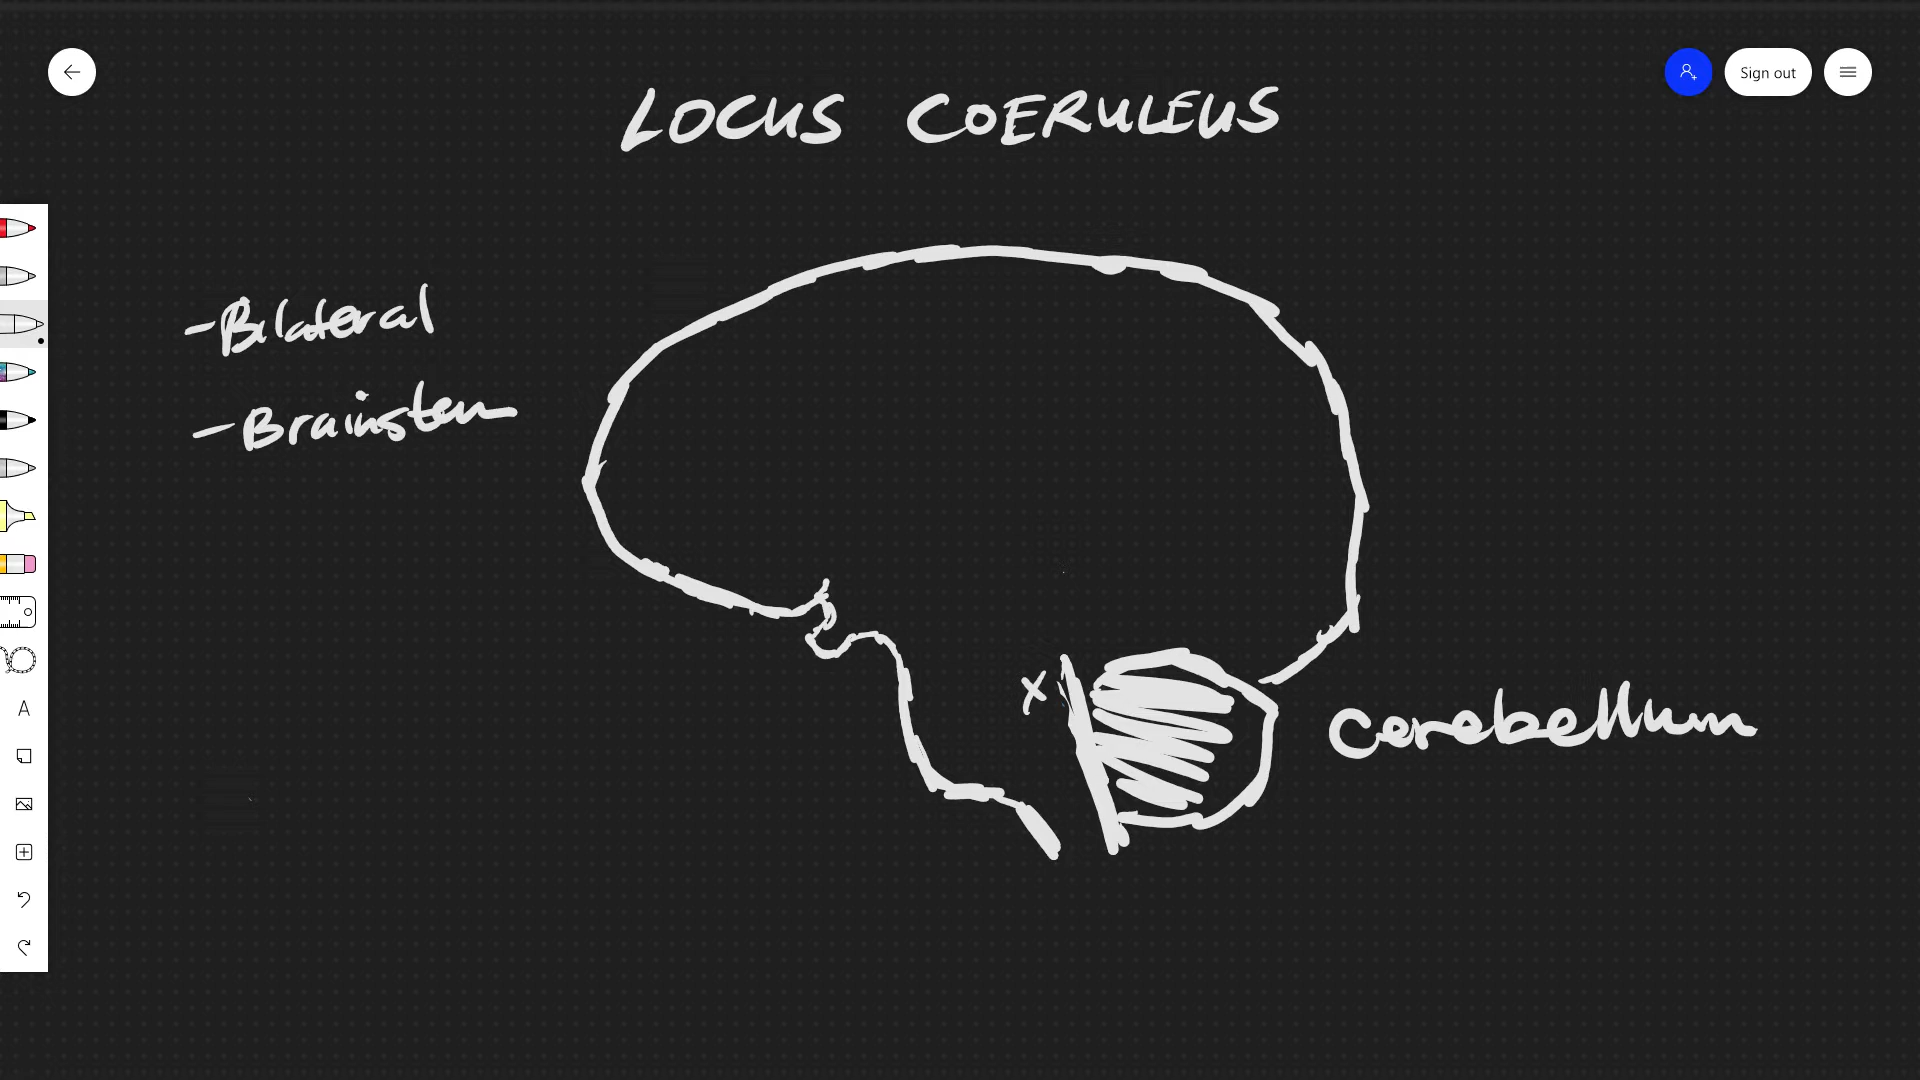 LOCUS COERULEUS
Sign out
- Bilateral
- Brainstem
x
Cerebellum
A